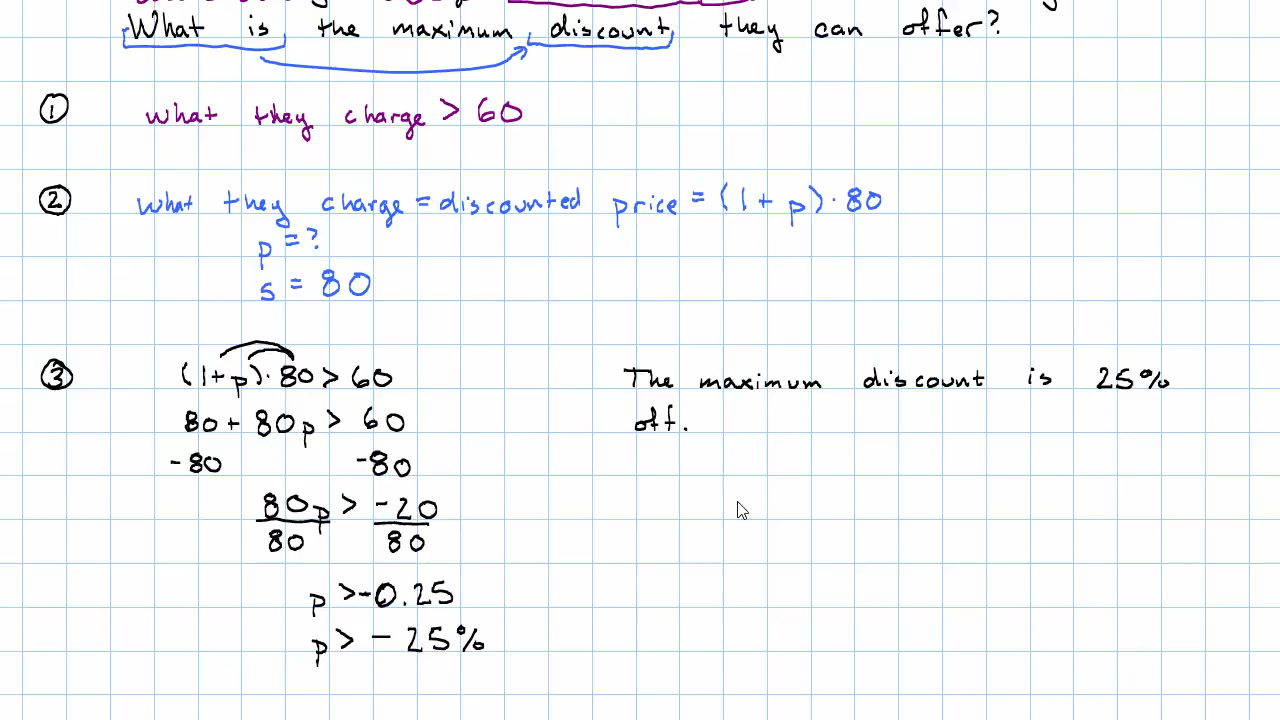 What is the maximum discount they can offer?
① what they charge > 60
② what they charge = discounted price = (1 + p) · 80
p = ?
s = 80
③ (1+p)·80 > 60
80 + 80p > 60
-80 -80
80p > -20
80 80
p > -0.25
p > -25%
The maximum discount is 25%
off.